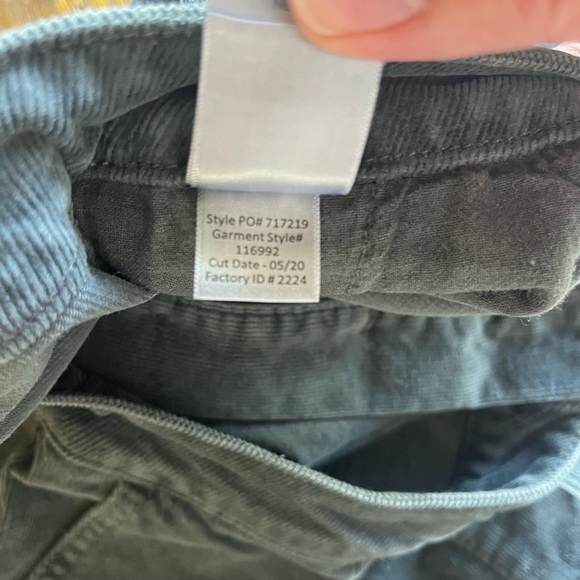 Style PO# 717219
Garment Style#
116992
Cut Date - 05/20
Factory ID # 2224